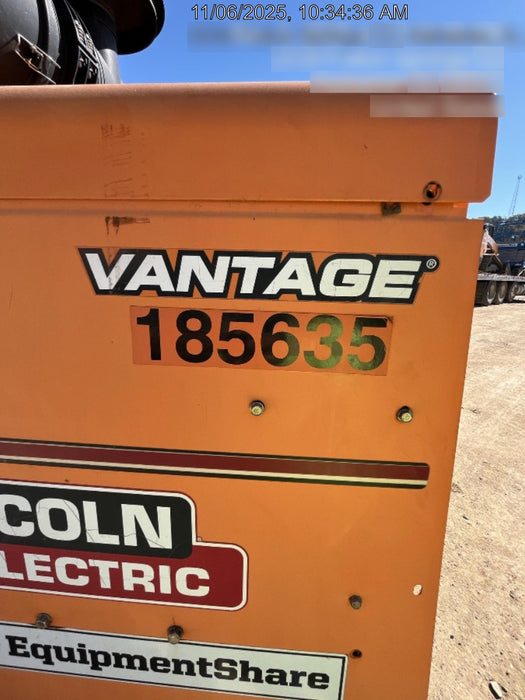 11/06/2025, 10:34:36 AM
VANTAGE®
185635
COLN
LECTRIC
EquipmentShare